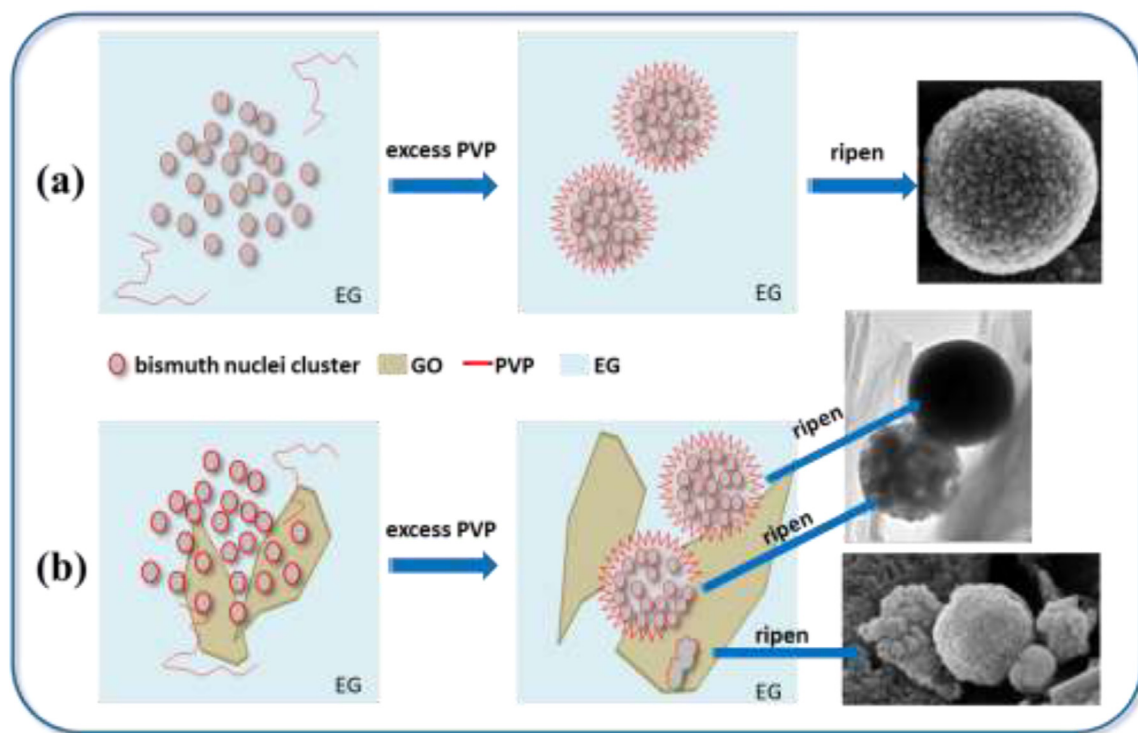 excess PVP
ripen
(a)
EG
EG
bismuth nuclei cluster GO PVP EG
ripen
excess PVP
ripen
(b)
ripen
EG
EG